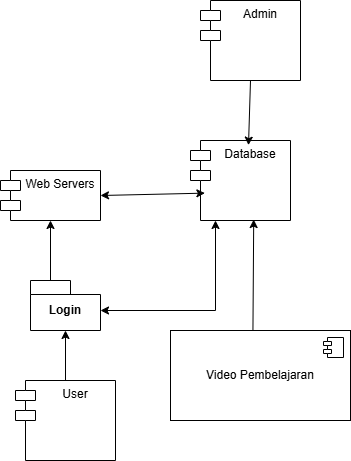 Admin
Database
Web Servers
Login
Video Pembelajaran
User